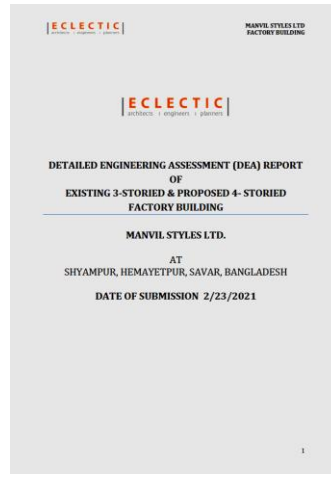 ECLECTIC
architects engineers planners
MANVIL STYLES LTD
FACTORY BUILDING
ECLECTIC
architects engineers planners
DETAILED ENGINEERING ASSESSMENT (DEA) REPORT
OF
EXISTING 3-STORIED & PROPOSED 4- STORIED
FACTORY BUILDING
MANVIL STYLES LTD.
AT
SHYAMPUR, HEMAYETPUR, SAVAR, BANGLADESH
DATE OF SUBMISSION 2/23/2021
1